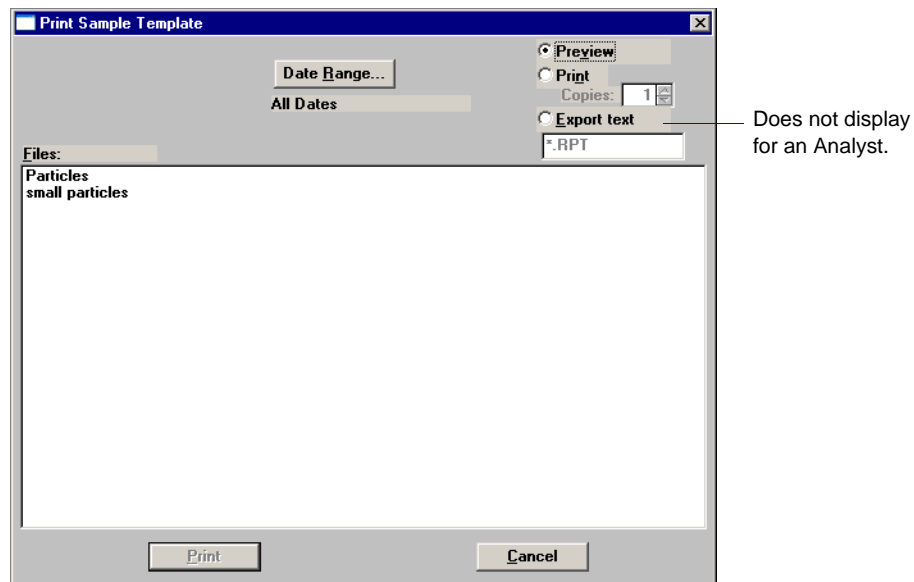 Print Sample Template
Preview
Date Range...
Print
Copies: 1
All Dates
Export text
*.RPT
Does not display
for an Analyst.
Files:
Particles
small particles
Print
Cancel